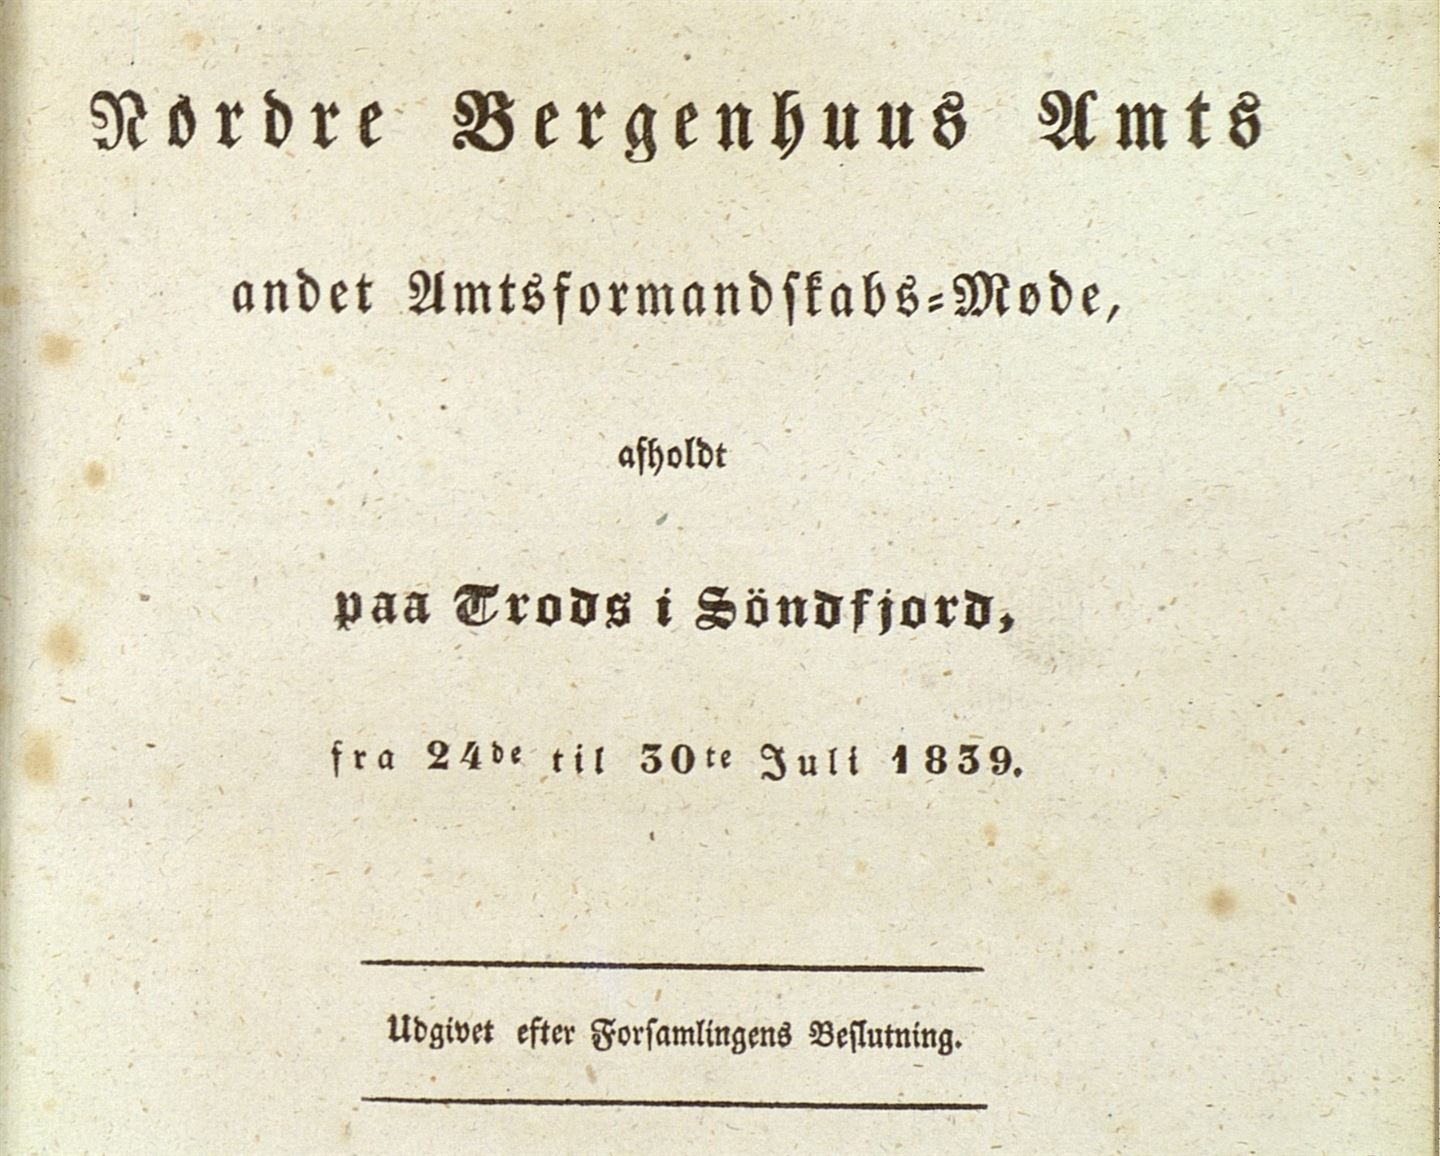 Nordre Bergenhuus Amts
andet Amtsformandskabs-Møde,
afholdt
paa Trods i Söndfjord,
fra 24de til 30te Juli 1839.
Udgivet efter Forsamlingens Beslutning.